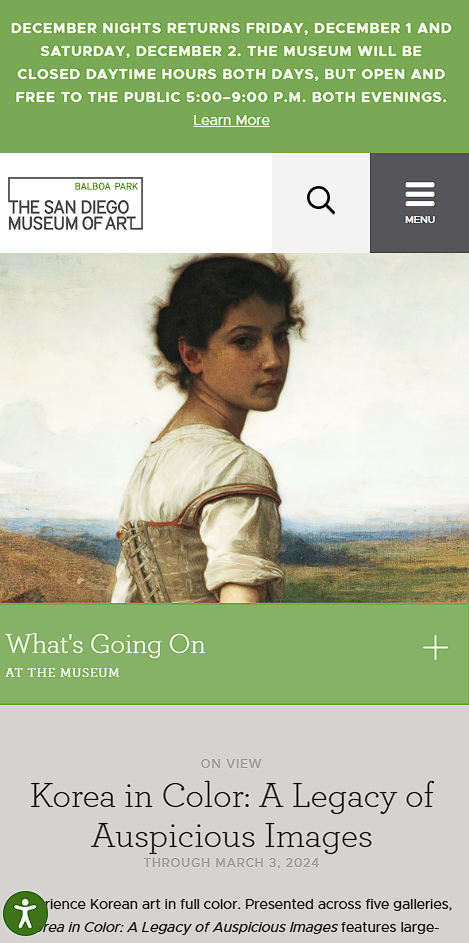 DECEMBER NIGHTS RETURNS FRIDAY, DECEMBER 1 AND
SATURDAY, DECEMBER 2. THE MUSEUM WILL BE
CLOSED DAYTIME HOURS BOTH DAYS, BUT OPEN AND
FREE TO THE PUBLIC 5:00–9:00 P.M. BOTH EVENINGS.
Learn More
BALBOA PARK
THE SAN DIEGO
MUSEUM OF ART
MENU
What's Going On
AT THE MUSEUM
ON VIEW
Korea in Color: A Legacy of
Auspicious Images
THROUGH MARCH 3, 2024
rience Korean art in full color. Presented across five galleries,
rea in Color: A Legacy of Auspicious Images features large-